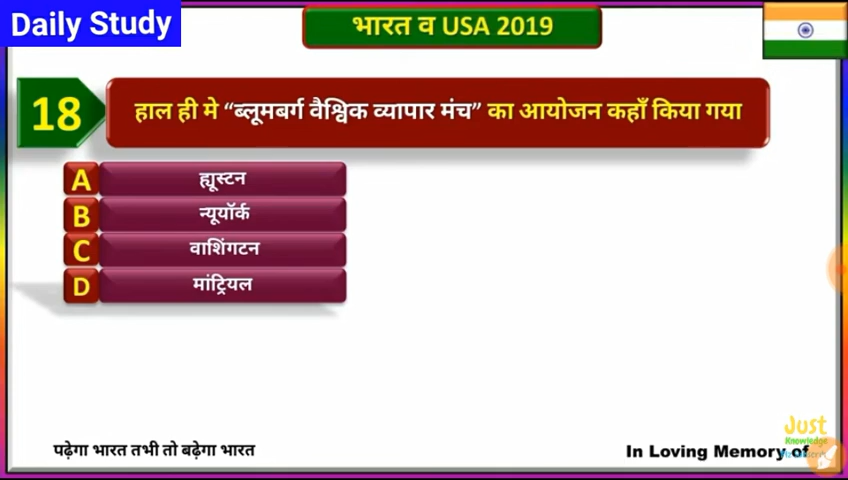 Daily Study
भारत व USA 2019
18
हाल ही मे “ब्लूमबर्ग वैश्विक व्यापार मंच” का आयोजन कहाँ किया गया
A ह्यूस्टन
B न्यूयॉर्क
C वाशिंगटन
D मांट्रियल
Just
Knowledge
पढ़ेगा भारत तभी तो बढ़ेगा भारत
In Loving Memory of